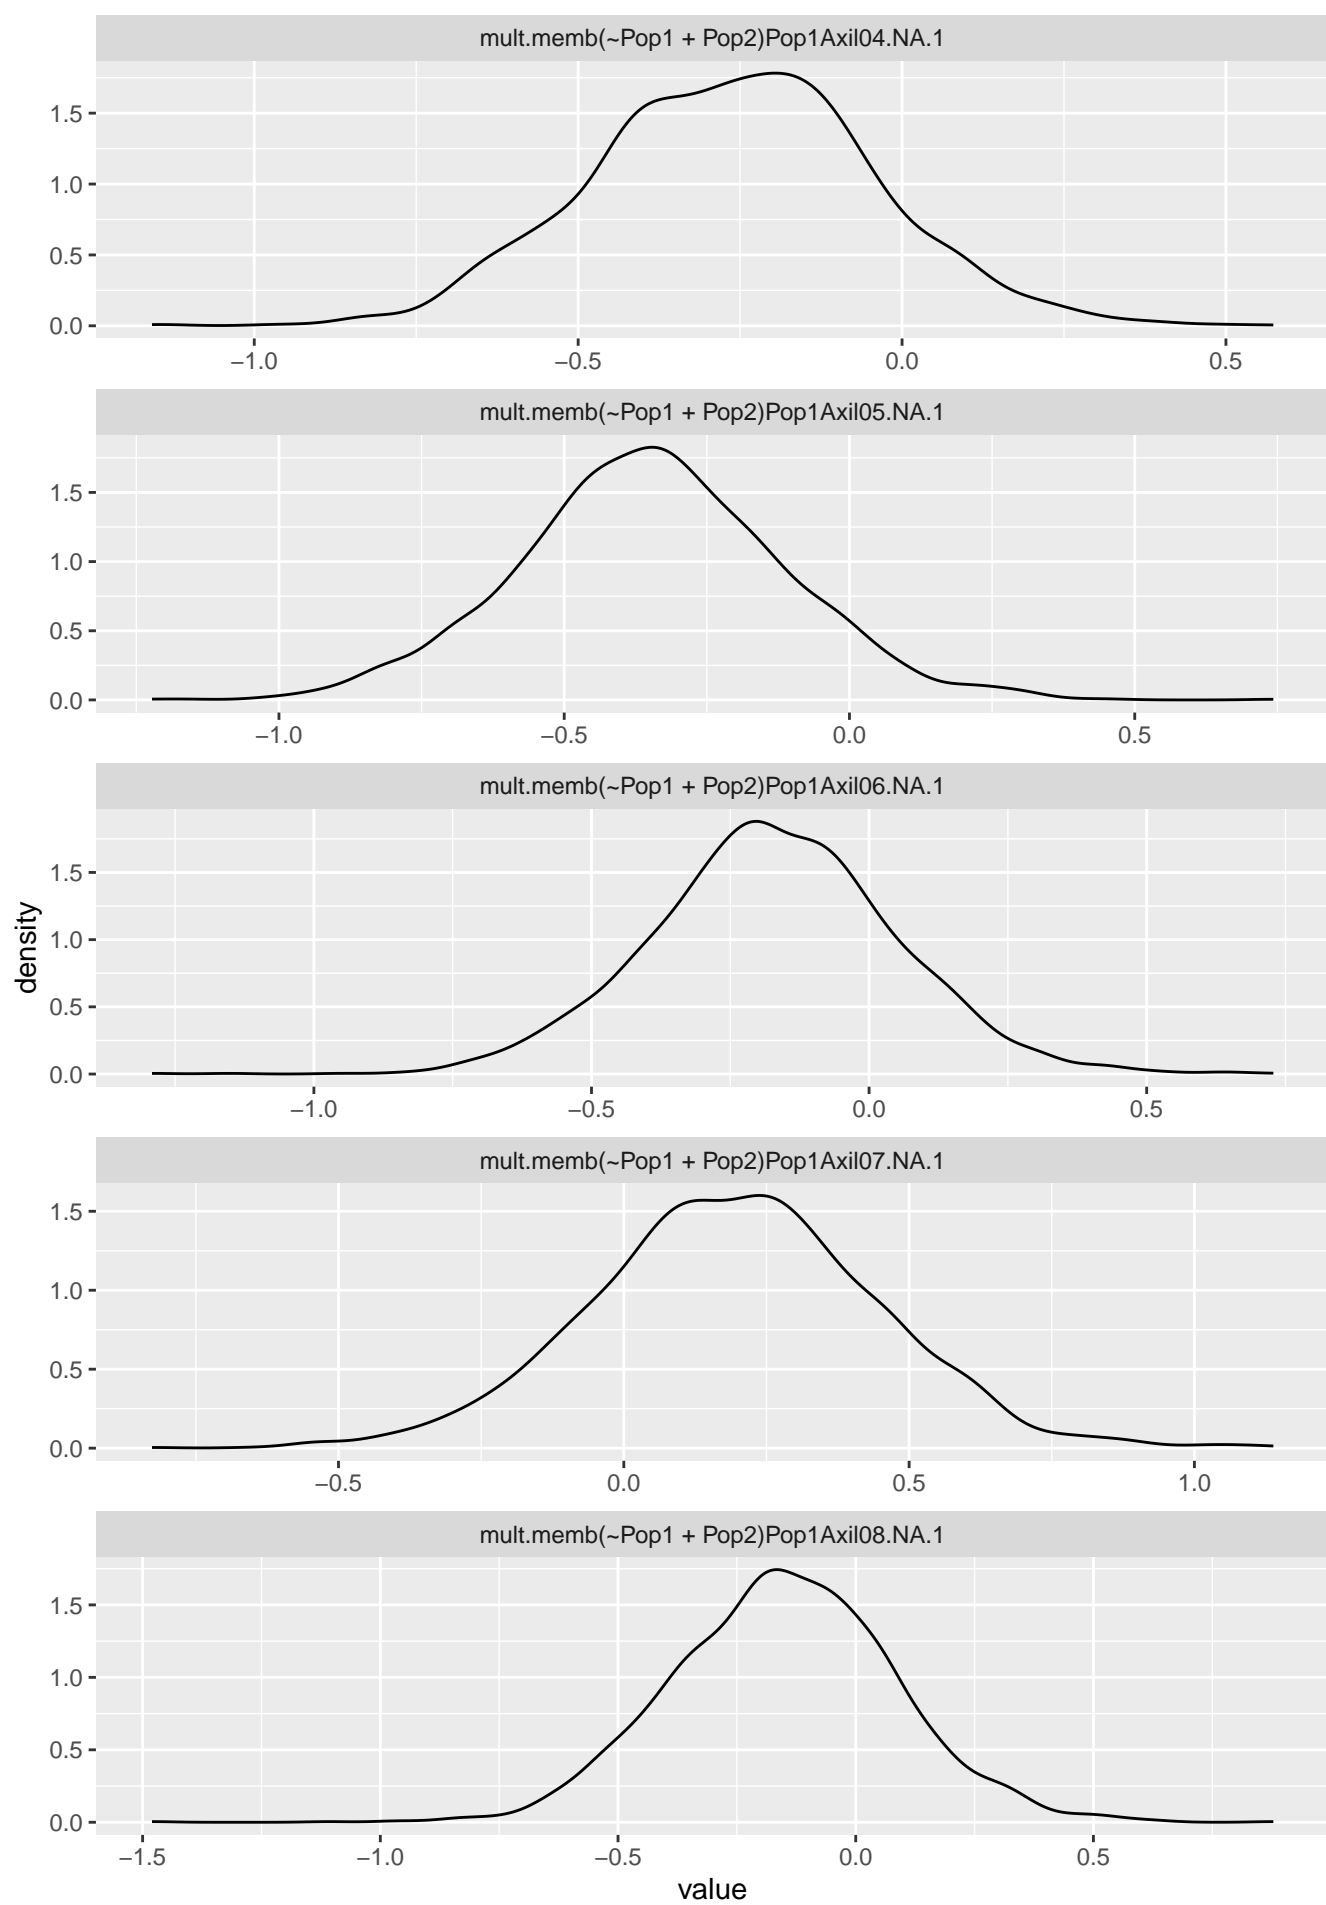 mult.memb(~Pop1 + Pop2)Pop1Axil04.NA.1
1.5
1.0
0.5
0.0
−1.0 −0.5 0.0 0.5
mult.memb(~Pop1 + Pop2)Pop1Axil05.NA.1
1.5
1.0
0.5
0.0
−1.0 −0.5 0.0 0.5
mult.memb(~Pop1 + Pop2)Pop1Axil06.NA.1
1.5
1.0
0.5
0.0
−1.0 −0.5 0.0 0.5
density
mult.memb(~Pop1 + Pop2)Pop1Axil07.NA.1
1.5
1.0
0.5
0.0
−0.5 0.0 0.5 1.0
mult.memb(~Pop1 + Pop2)Pop1Axil08.NA.1
1.5
1.0
0.5
0.0
−1.5 −1.0 −0.5 0.0 0.5
value